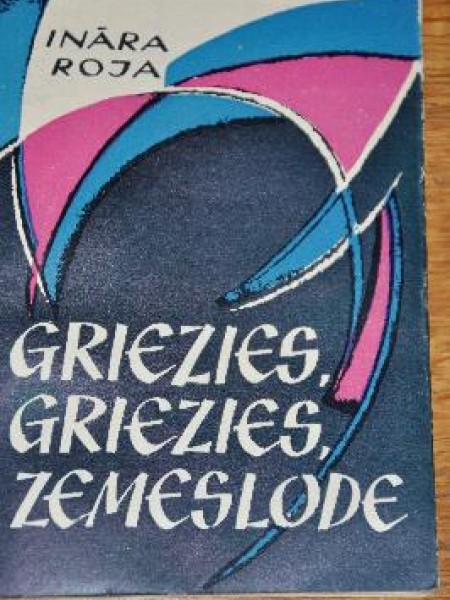 INĀRA
ROJA
GRIEZIES,
GRIEZIES,
ZEMESLODE